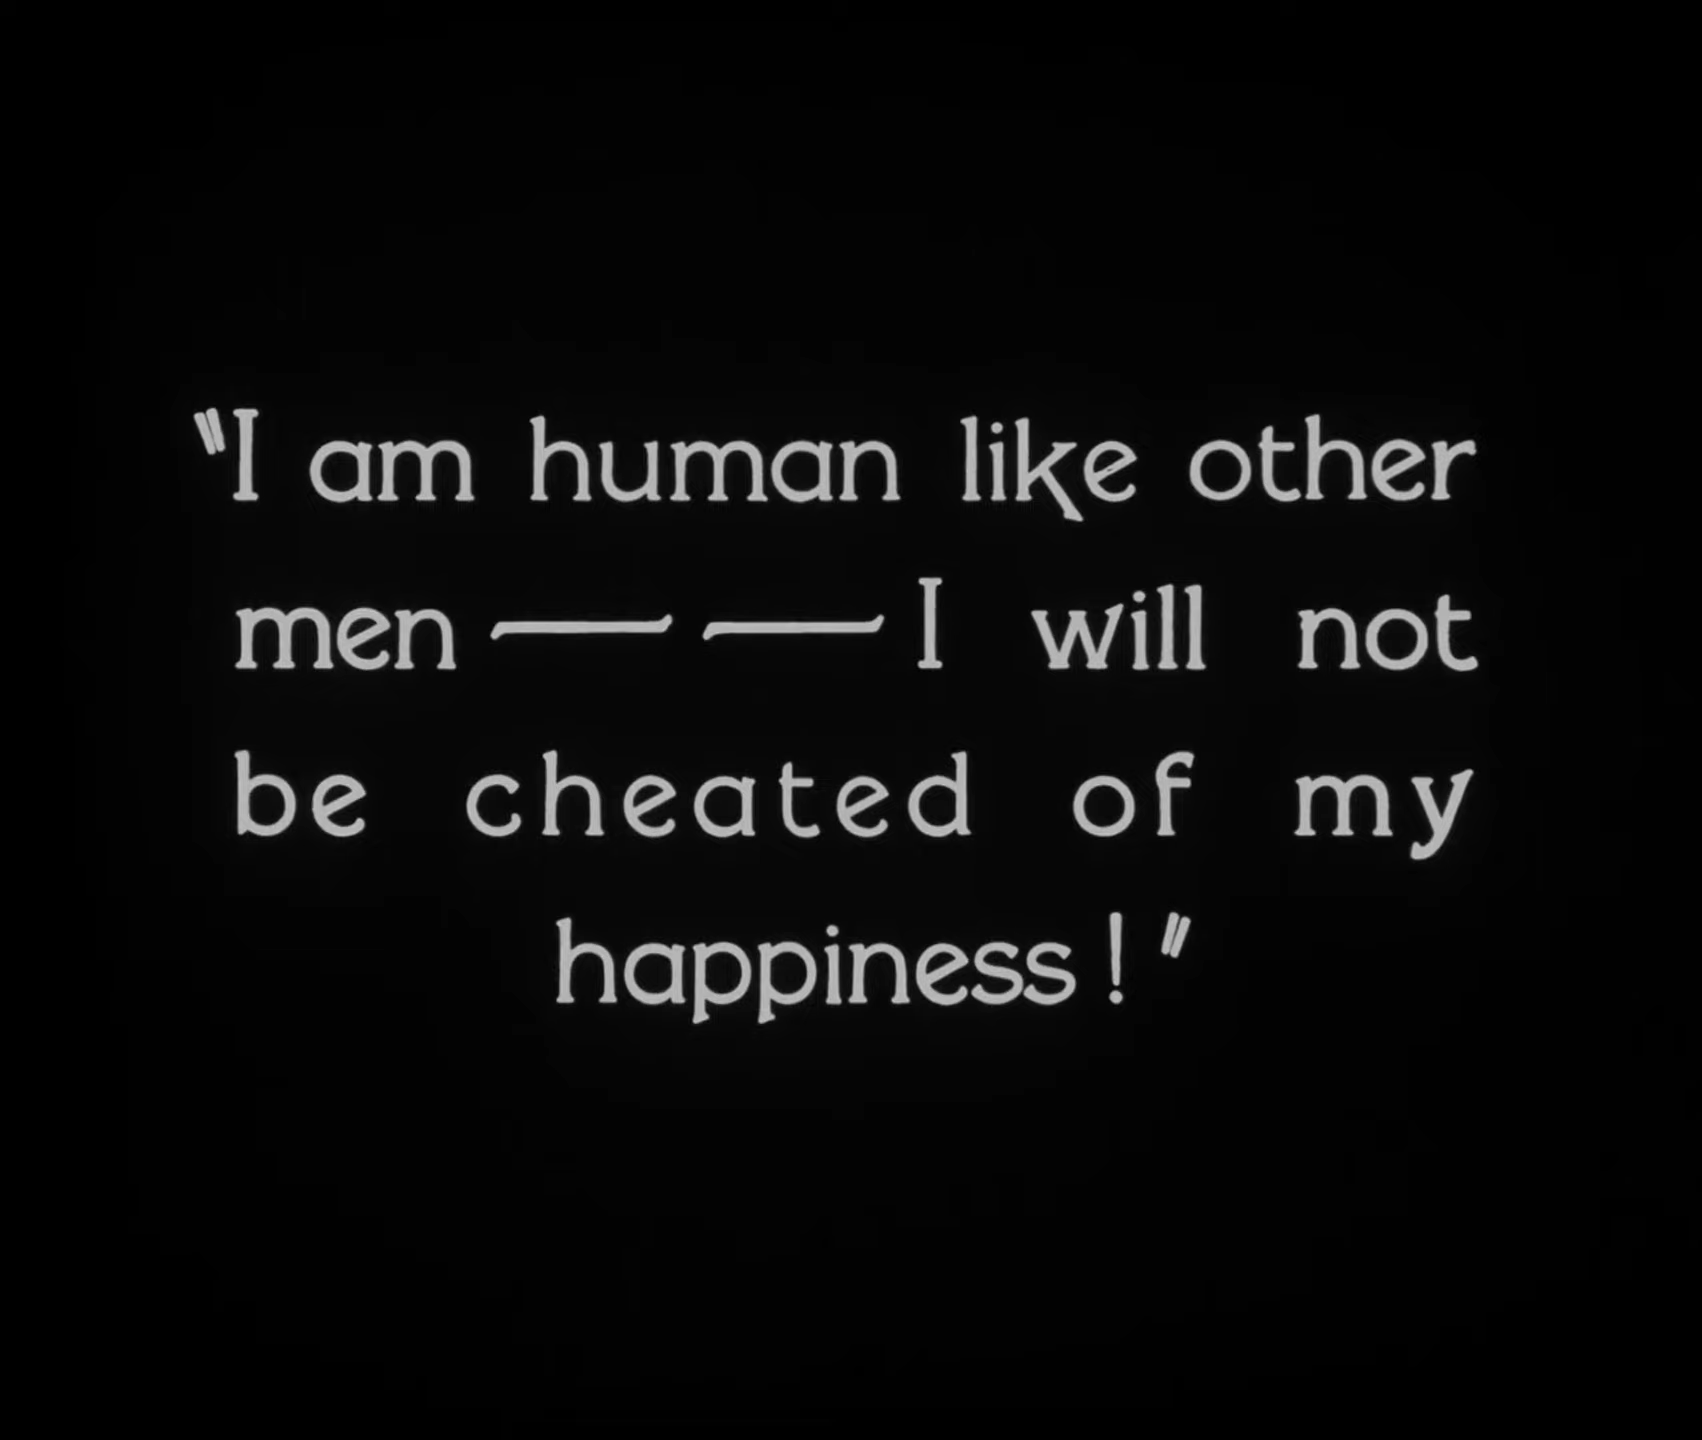 "I am human like other
men — — I will not
be cheated of my
happiness!"